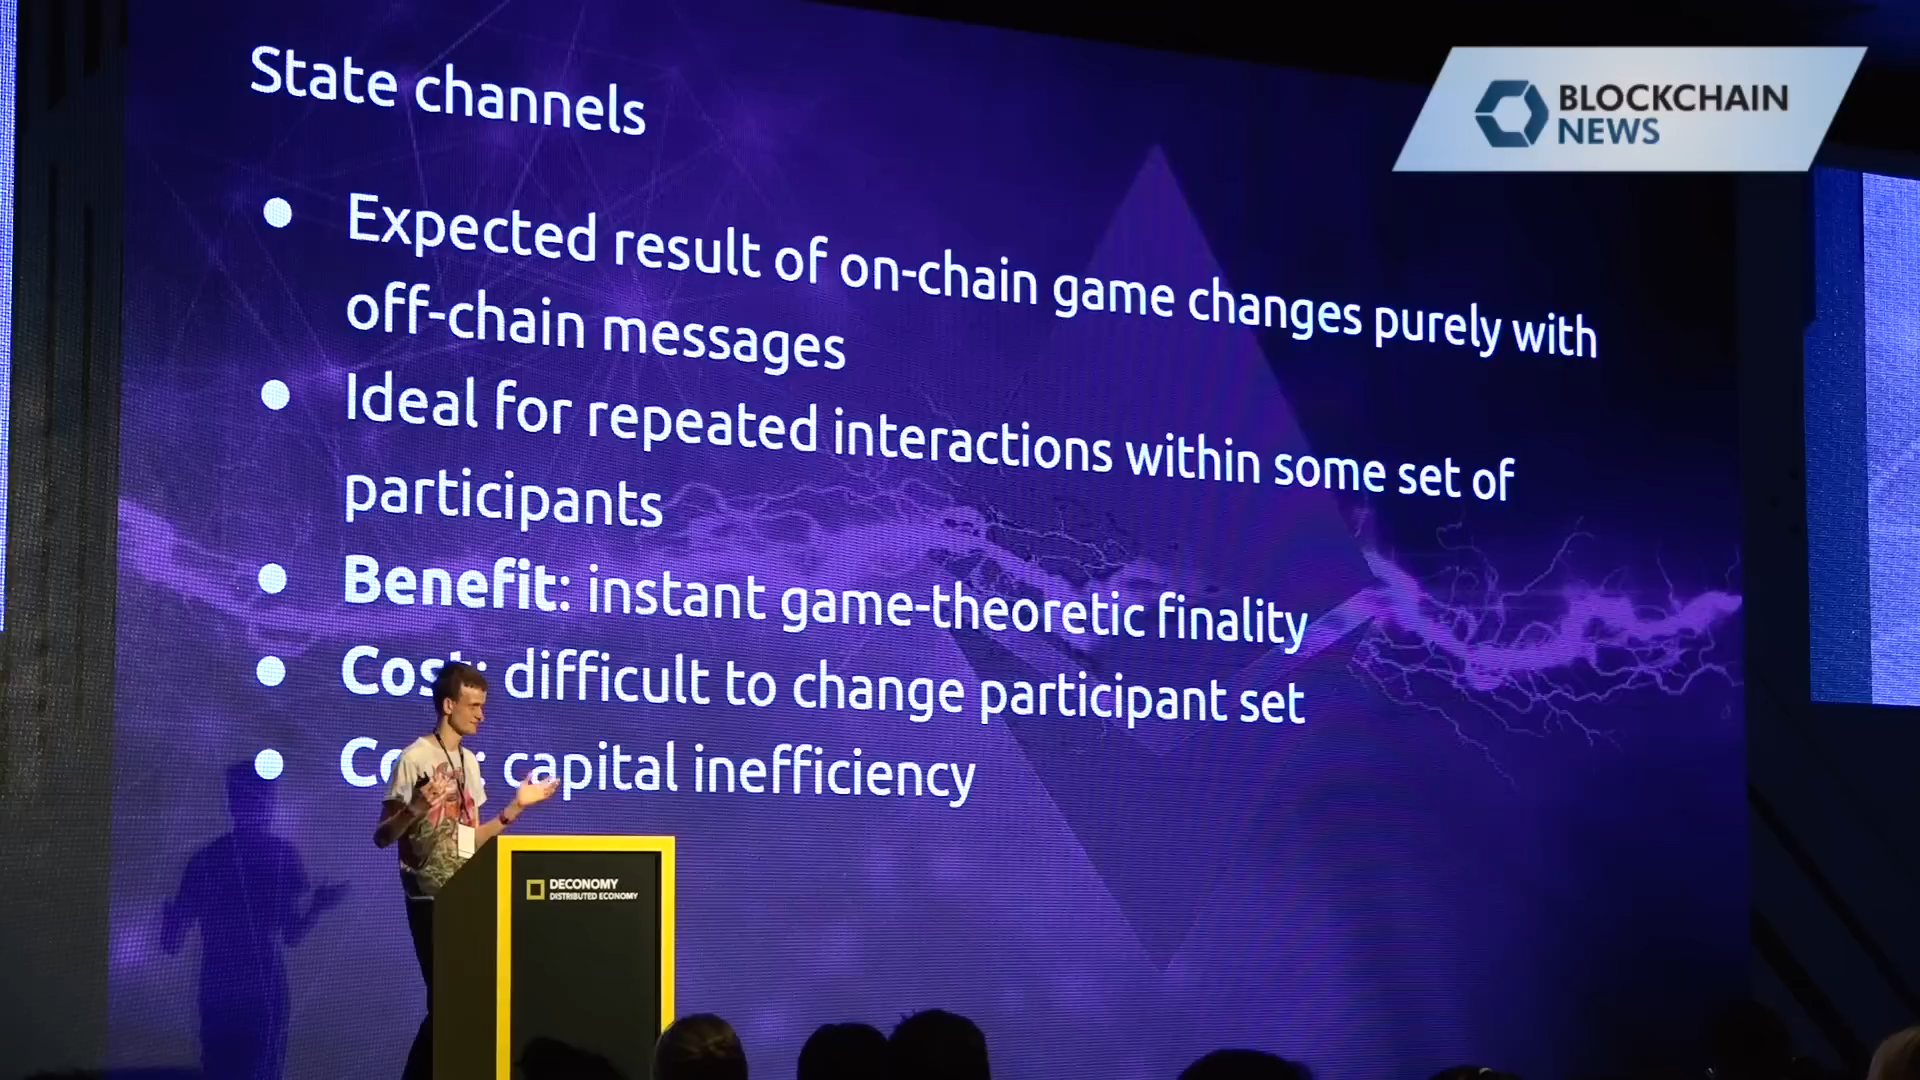 State channels
● Expected result of on-chain game changes purely with
off-chain messages
● Ideal for repeated interactions within some set of
participants
● Benefit: instant game-theoretic finality
● Cost: difficult to change participant set
● Cost: capital inefficiency
BLOCKCHAIN
NEWS
DECONOMY
DISTRIBUTED ECONOMY